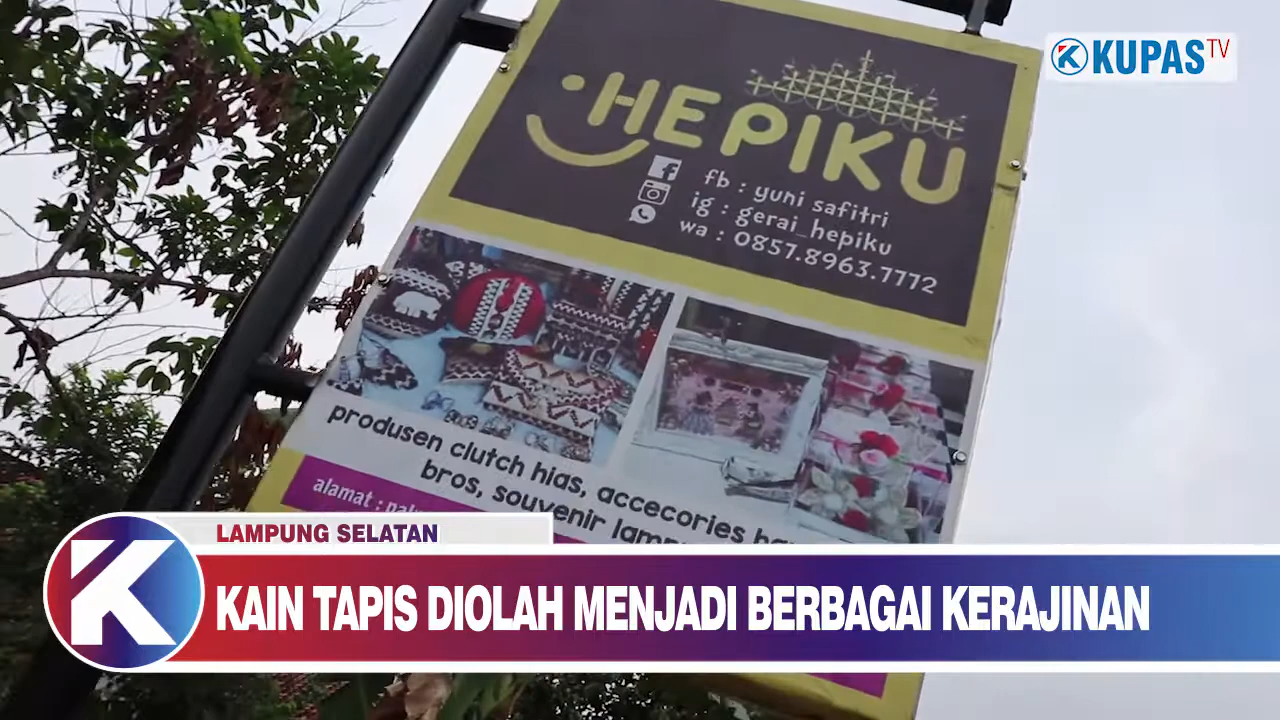 KUPAS TV
HEPIKU
fb : yuni safitri
ig : gerai_hepiku
wa : 0857.8963.7772
produsen clutch hias, accecories
bros, souvenir
alamat :
LAMPUNG SELATAN
K
KAIN TAPIS DIOLAH MENJADI BERBAGAI KERAJINAN